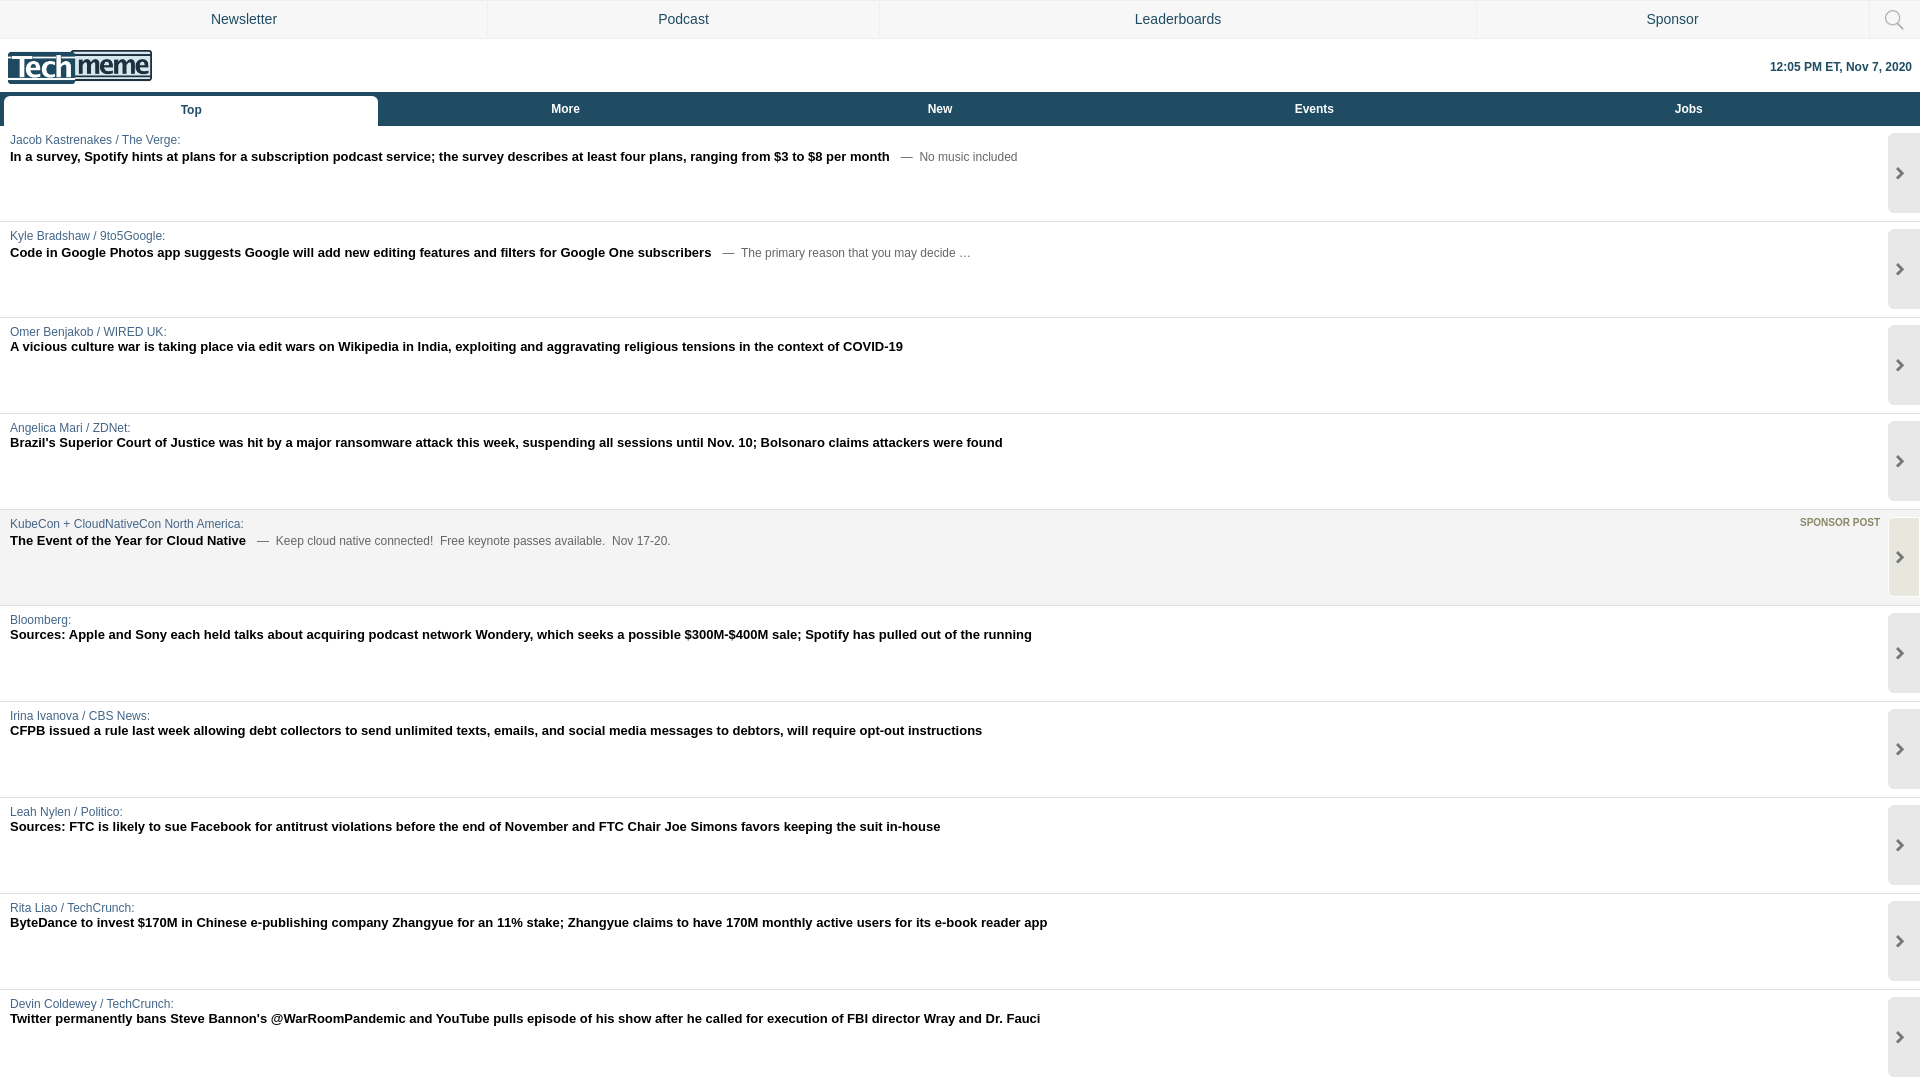 Newsletter Podcast Leaderboards Sponsor
Techmeme 12:05 PM ET, Nov 7, 2020
Top More New Events Jobs
Jacob Kastrenakes / The Verge:
In a survey, Spotify hints at plans for a subscription podcast service; the survey describes at least four plans, ranging from $3 to $8 per month — No music included
Kyle Bradshaw / 9to5Google:
Code in Google Photos app suggests Google will add new editing features and filters for Google One subscribers — The primary reason that you may decide …
Omer Benjakob / WIRED UK:
A vicious culture war is taking place via edit wars on Wikipedia in India, exploiting and aggravating religious tensions in the context of COVID-19
Angelica Mari / ZDNet:
Brazil's Superior Court of Justice was hit by a major ransomware attack this week, suspending all sessions until Nov. 10; Bolsonaro claims attackers were found
KubeCon + CloudNativeCon North America: SPONSOR POST
The Event of the Year for Cloud Native — Keep cloud native connected! Free keynote passes available. Nov 17-20.
Bloomberg:
Sources: Apple and Sony each held talks about acquiring podcast network Wondery, which seeks a possible $300M-$400M sale; Spotify has pulled out of the running
Irina Ivanova / CBS News:
CFPB issued a rule last week allowing debt collectors to send unlimited texts, emails, and social media messages to debtors, will require opt-out instructions
Leah Nylen / Politico:
Sources: FTC is likely to sue Facebook for antitrust violations before the end of November and FTC Chair Joe Simons favors keeping the suit in-house
Rita Liao / TechCrunch:
ByteDance to invest $170M in Chinese e-publishing company Zhangyue for an 11% stake; Zhangyue claims to have 170M monthly active users for its e-book reader app
Devin Coldewey / TechCrunch:
Twitter permanently bans Steve Bannon's @WarRoomPandemic and YouTube pulls episode of his show after he called for execution of FBI director Wray and Dr. Fauci